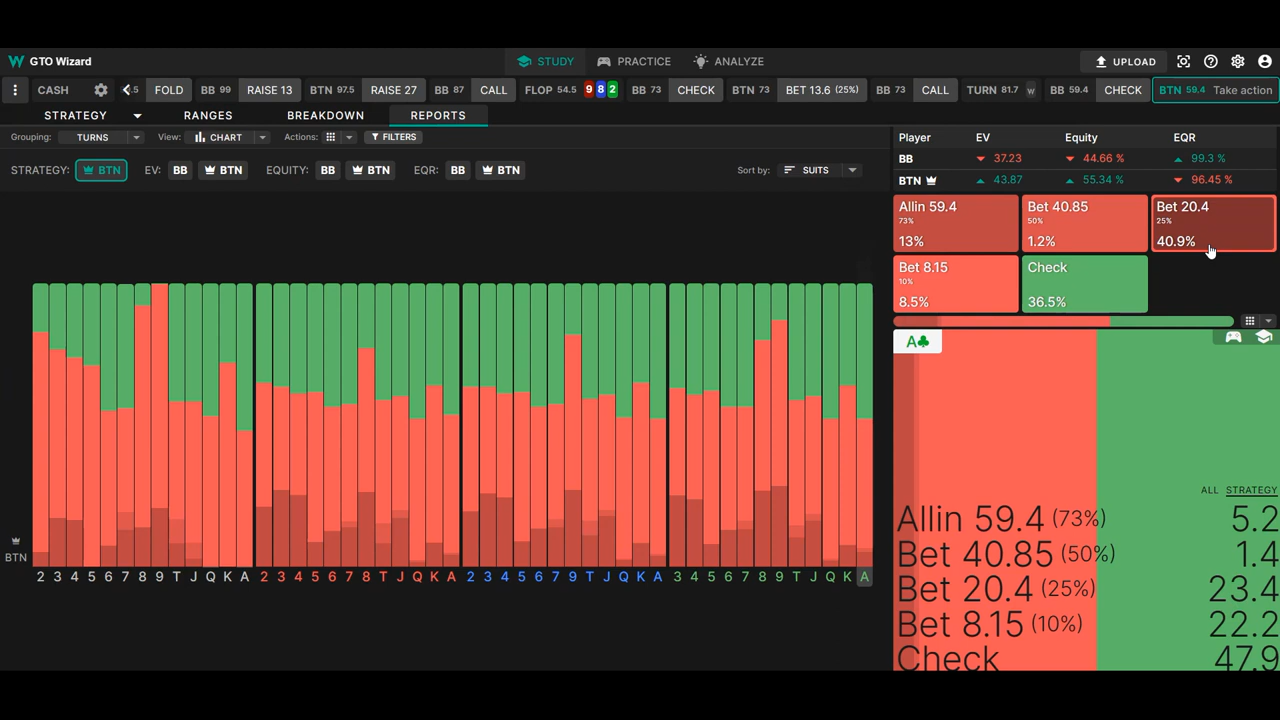 GTO Wizard STUDY PRACTICE ANALYZE UPLOAD
CASH .5 FOLD BB 99 RAISE 13 BTN 97.5 RAISE 27 BB 87 CALL FLOP 54.5 9 8 2 BB 73 CHECK BTN 73 BET 13.6 (25%) BB 73 CALL TURN 81.7 W BB 59.4 CHECK BTN 59.4 Take action
STRATEGY RANGES BREAKDOWN REPORTS
Grouping: TURNS View: CHART Actions: FILTERS
STRATEGY: BTN EV: BB BTN EQUITY: BB BTN EQR: BB BTN Sort by: SUITS
Player EV Equity EQR
BB 37.23 44.66 % 99.3 %
BTN 43.87 55.34 % 96.45 %
Allin 59.4 Bet 40.85 Bet 20.4
73% 50% 25%
13% 1.2% 40.9%
Bet 8.15 Check
10%
8.5% 36.5%
A♣
ALL STRATEGY
Allin 59.4 (73%) 5.2
Bet 40.85 (50%) 1.4
Bet 20.4 (25%) 23.4
Bet 8.15 (10%) 22.2
Check 47.9
BTN
2 3 4 5 6 7 8 9 T J Q K A 2 3 4 5 6 7 8 T J Q K A 2 3 4 5 6 7 9 T J Q K A 3 4 5 6 7 8 9 T J Q K A